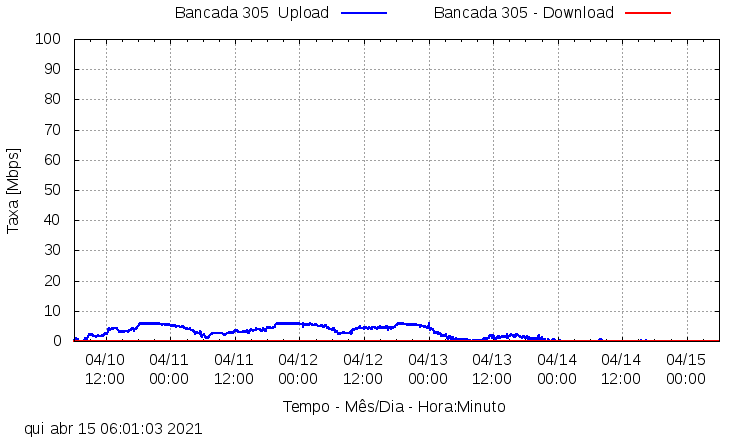 Bancada 305  Upload
Bancada 305 - Download
100
90
80
70
60
50
40
30
20
10
0
Taxa [Mbps]
04/10 04/11 04/11 04/12 04/12 04/13 04/13 04/14 04/14 04/15
12:00 00:00 12:00 00:00 12:00 00:00 12:00 00:00 12:00 00:00
Tempo - Mês/Dia - Hora:Minuto
qui abr 15 06:01:03 2021